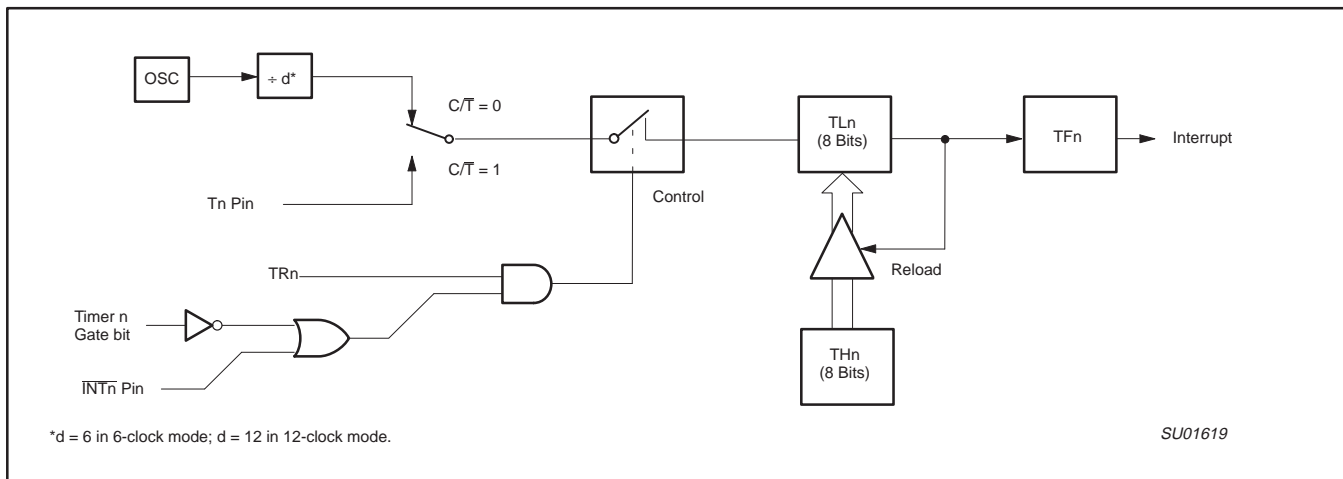 OSC
÷ d*
C/T̅ = 0
C/T̅ = 1
Tn Pin
Control
TLn
(8 Bits)
TFn
Interrupt
Reload
TRn
Timer n
Gate bit
I̅N̅T̅n̅ Pin
THn
(8 Bits)
*d = 6 in 6-clock mode; d = 12 in 12-clock mode.
SU01619